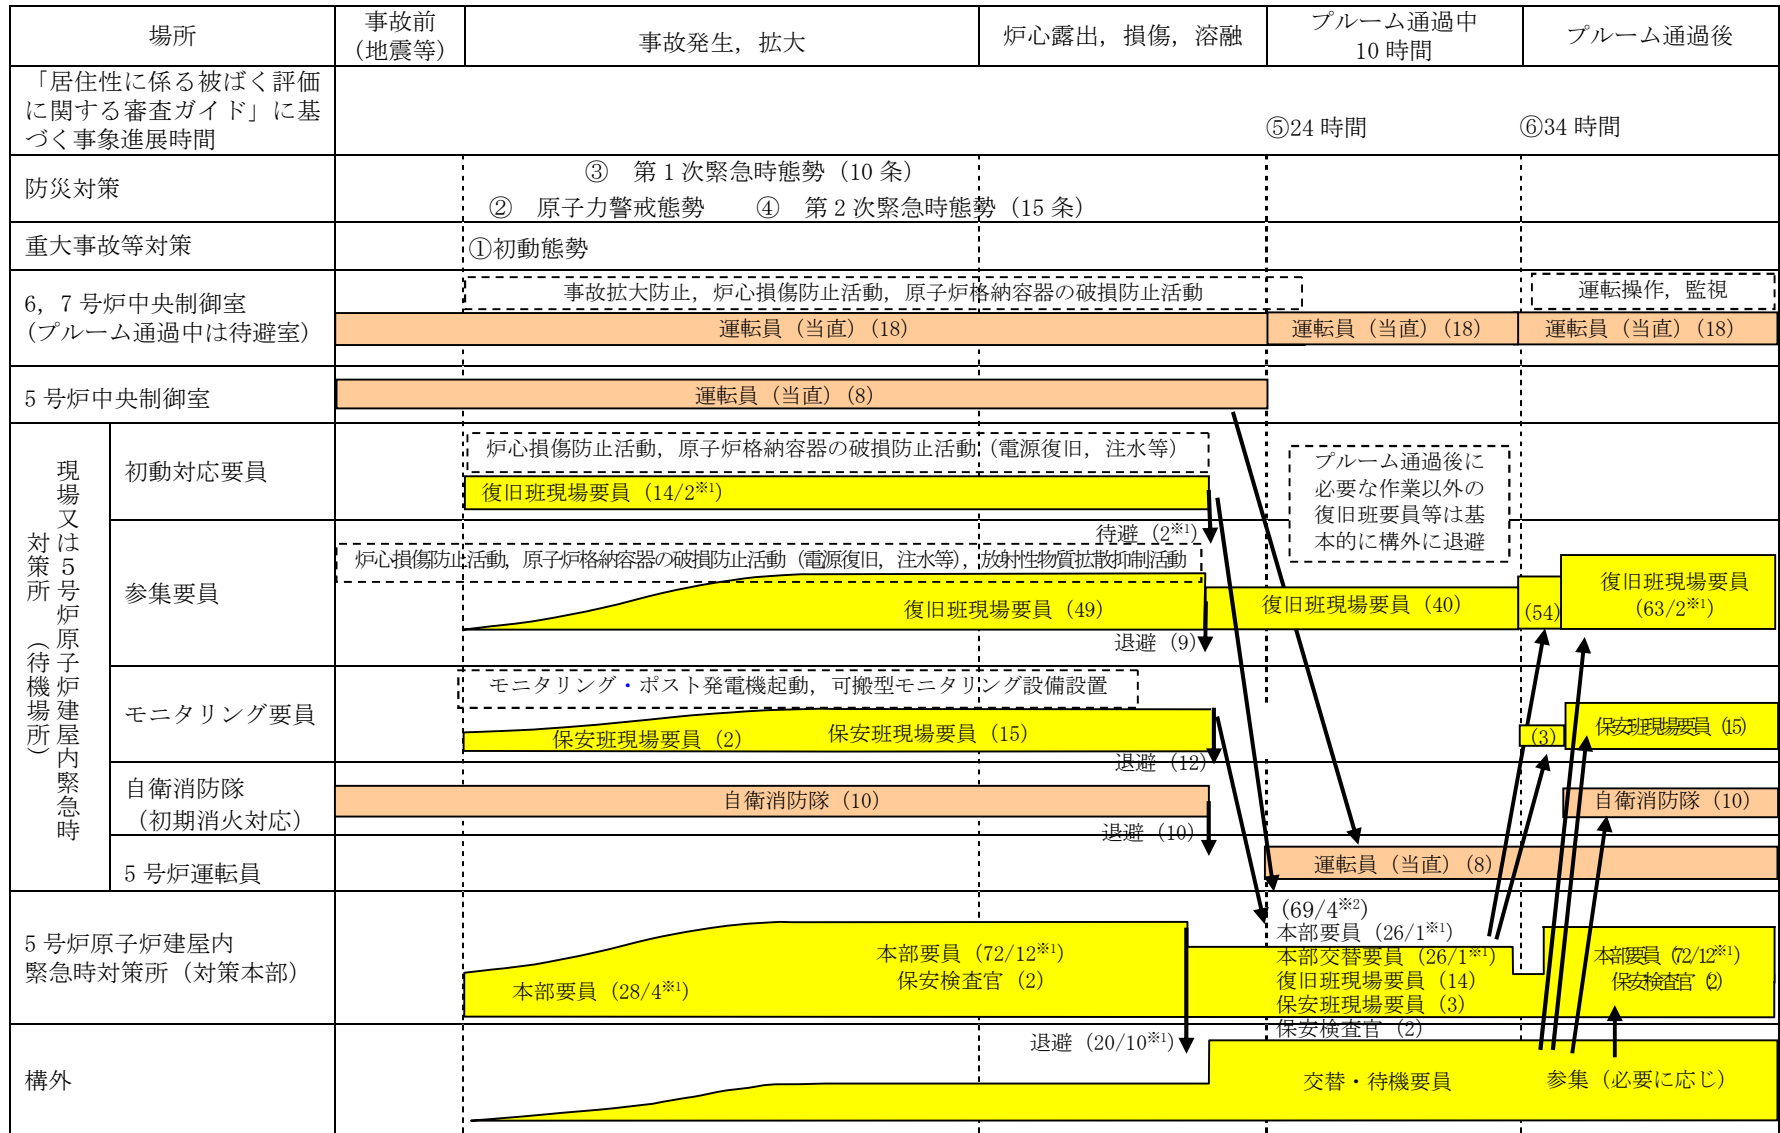 場所
事故前
（地震等）
事故発生，拡大
炉心露出，損傷，溶融
プルーム通過中
10 時間
プルーム通過後
「居住性に係る被ばく評価
に関する審査ガイド」に基
づく事象進展時間
⑤24 時間
⑥34 時間
防災対策
③　第１次緊急時態勢（10 条）
②　原子力警戒態勢　　④　第２次緊急時態勢（15 条）
重大事故等対策
①初動態勢
6，7 号炉中央制御室
（プルーム通過中は待避室）
事故拡大防止，炉心損傷防止活動，原子炉格納容器の破損防止活動
運転操作，監視
運転員（当直）（18）
運転員（当直）（18）
運転員（当直）（18）
5 号炉中央制御室
運転員（当直）（8）
現場又は５号炉原子炉建屋内緊急時
対策所　（待機場所）
初動対応要員
炉心損傷防止活動，原子炉格納容器の破損防止活動（電源復旧，注水等）
復旧班現場要員（14/2※1）
待避（2※1）
プルーム通過後に
必要な作業以外の
復旧班要員等は基
本的に構外に退避
参集要員
炉心損傷防止活動，原子炉格納容器の破損防止活動（電源復旧，注水等），放射性物質拡散抑制活動
復旧班現場要員（49）
復旧班現場要員（40）
（54）
復旧班現場要員
（63/2※1）
退避（9）
モニタリング要員
モニタリング・ポスト発電機起動，可搬型モニタリング設備設置
保安班現場要員（2）
保安班現場要員（15）
（3）
保安班現場要員（15）
退避（12）
自衛消防隊
（初期消火対応）
自衛消防隊（10）
自衛消防隊（10）
退避（10）
5 号炉運転員
運転員（当直）（8）
5 号炉原子炉建屋内
緊急時対策所（対策本部）
本部要員（28/4※1）
本部要員（72/12※1）
保安検査官（2）
（69/4※2）
本部要員（26/1※1）
本部交替要員（26/1※1）
復旧班現場要員（14）
保安班現場要員（3）
保安検査官（2）
本部要員（72/12※1）
保安検査官（2）
退避（20/10※1）
構外
交替・待機要員
参集（必要に応じ）